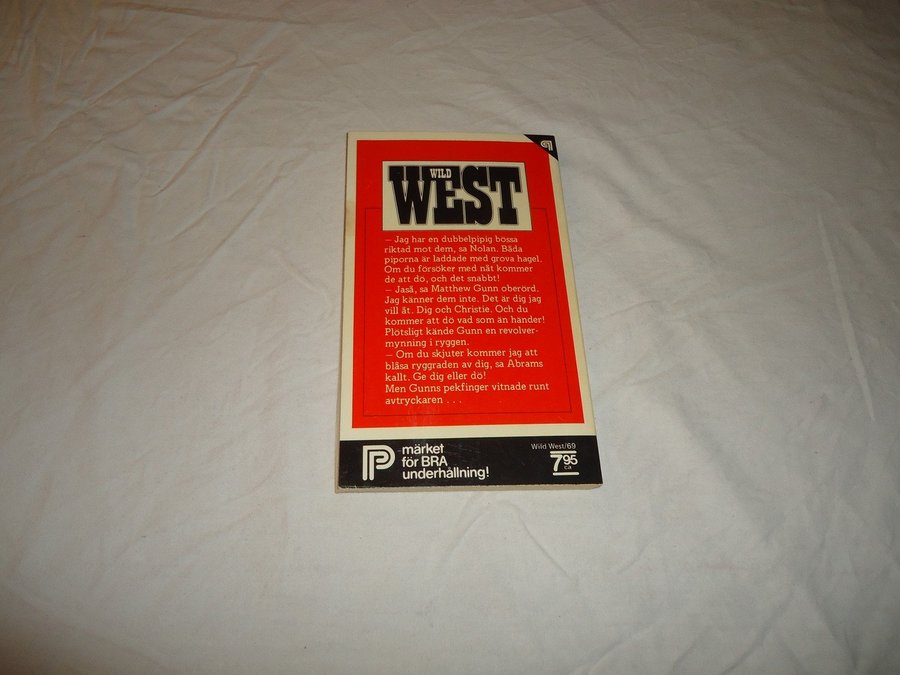 WILD
WEST
– Jag har en dubbelpipig bössa
riktad mot dem, sa Nolan. Båda
piporna är laddade med grova hagel.
Om du försöker med nåt kommer
de att dö, och det snabbt!
– Jaså, sa Matthew Gunn oberörd.
Jag känner dem inte. Det är dig jag
vill åt. Dig och Christie. Och du
kommer att dö vad som än händer!
Plötsligt kände Gunn en revolver-
mynning i ryggen.
– Om du skjuter kommer jag att
blåsa ryggraden av dig, sa Abrams
kallt. Ge dig eller dö!
Men Gunns pekfinger vitnade runt
avtryckaren . . .
märket
för BRA
underhållning!
Wild West/69
795
ca